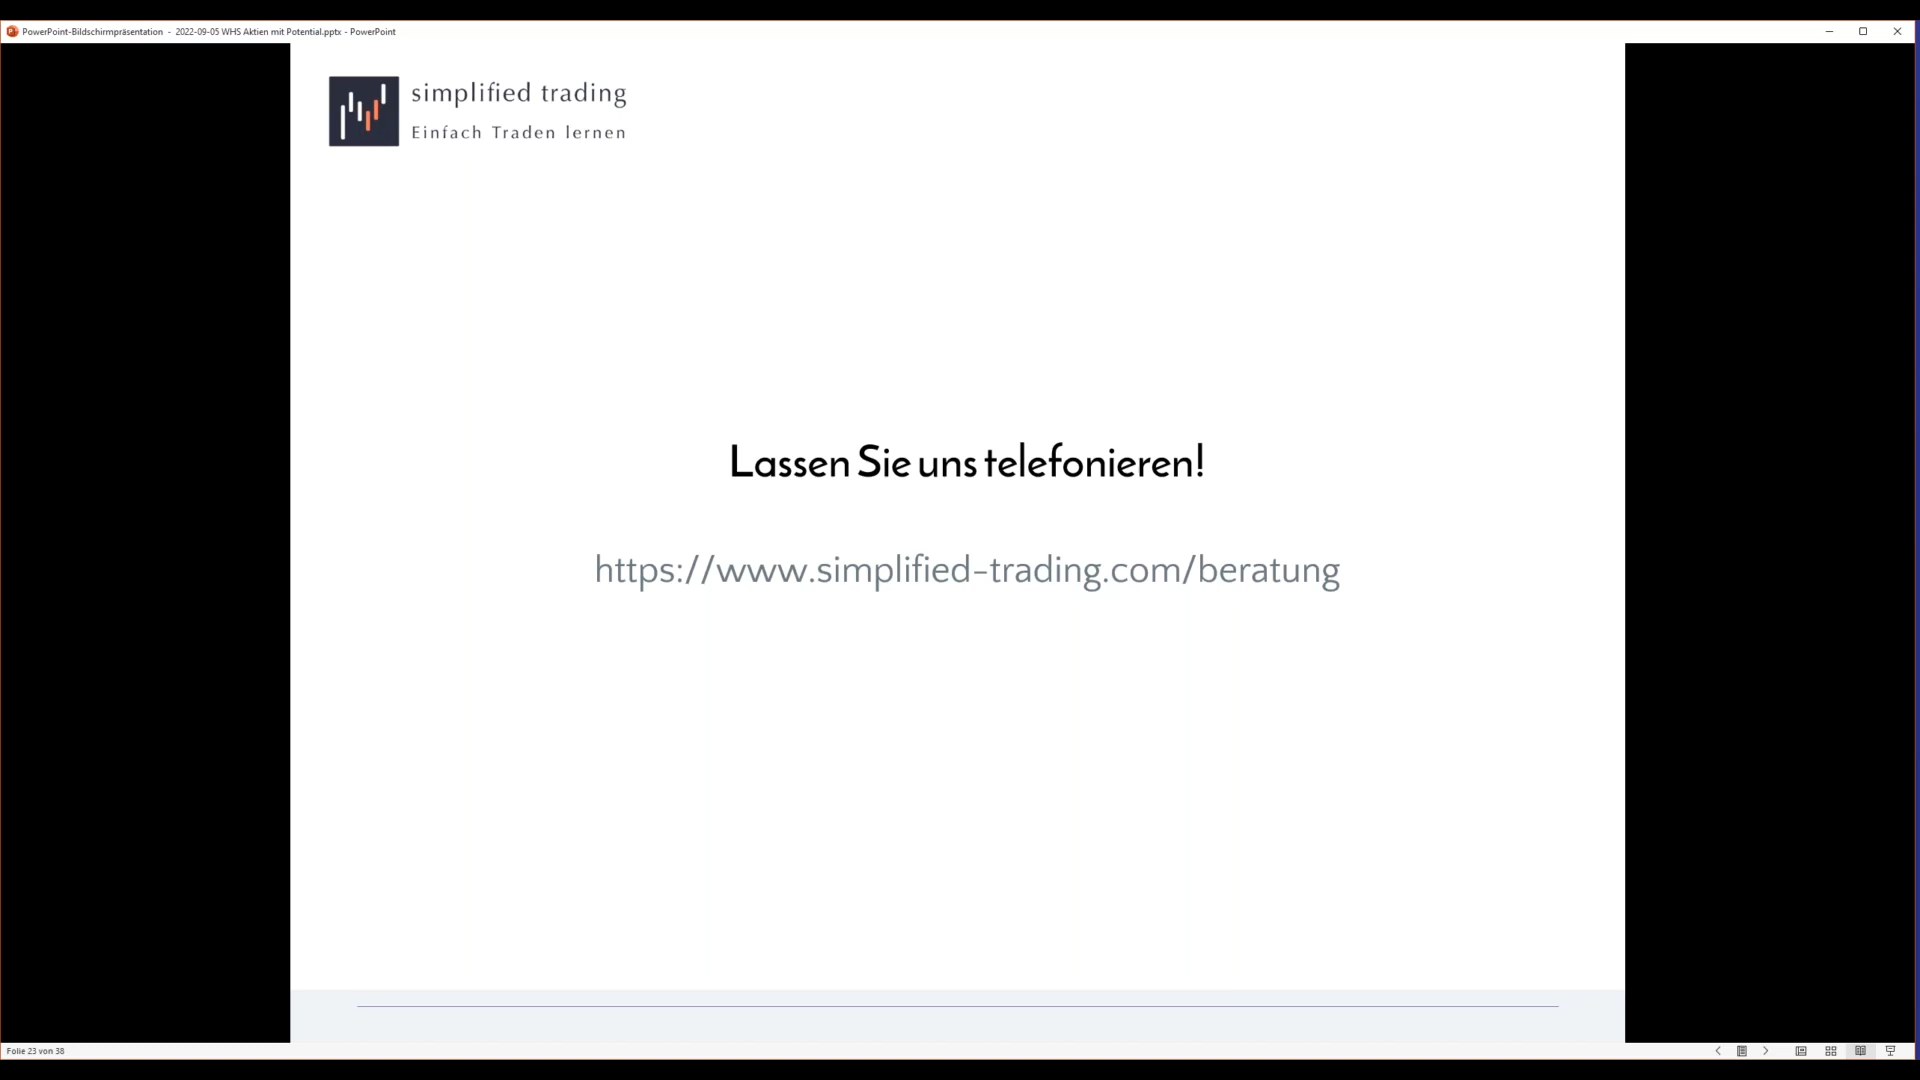 PowerPoint-Bildschirmpräsentation - 2022-09-05 WHS Aktien mit Potential.pptx - PowerPoint
simplified trading
Einfach Traden lernen
Lassen Sie uns telefonieren!
https://www.simplified-trading.com/beratung
Folie 23 von 38